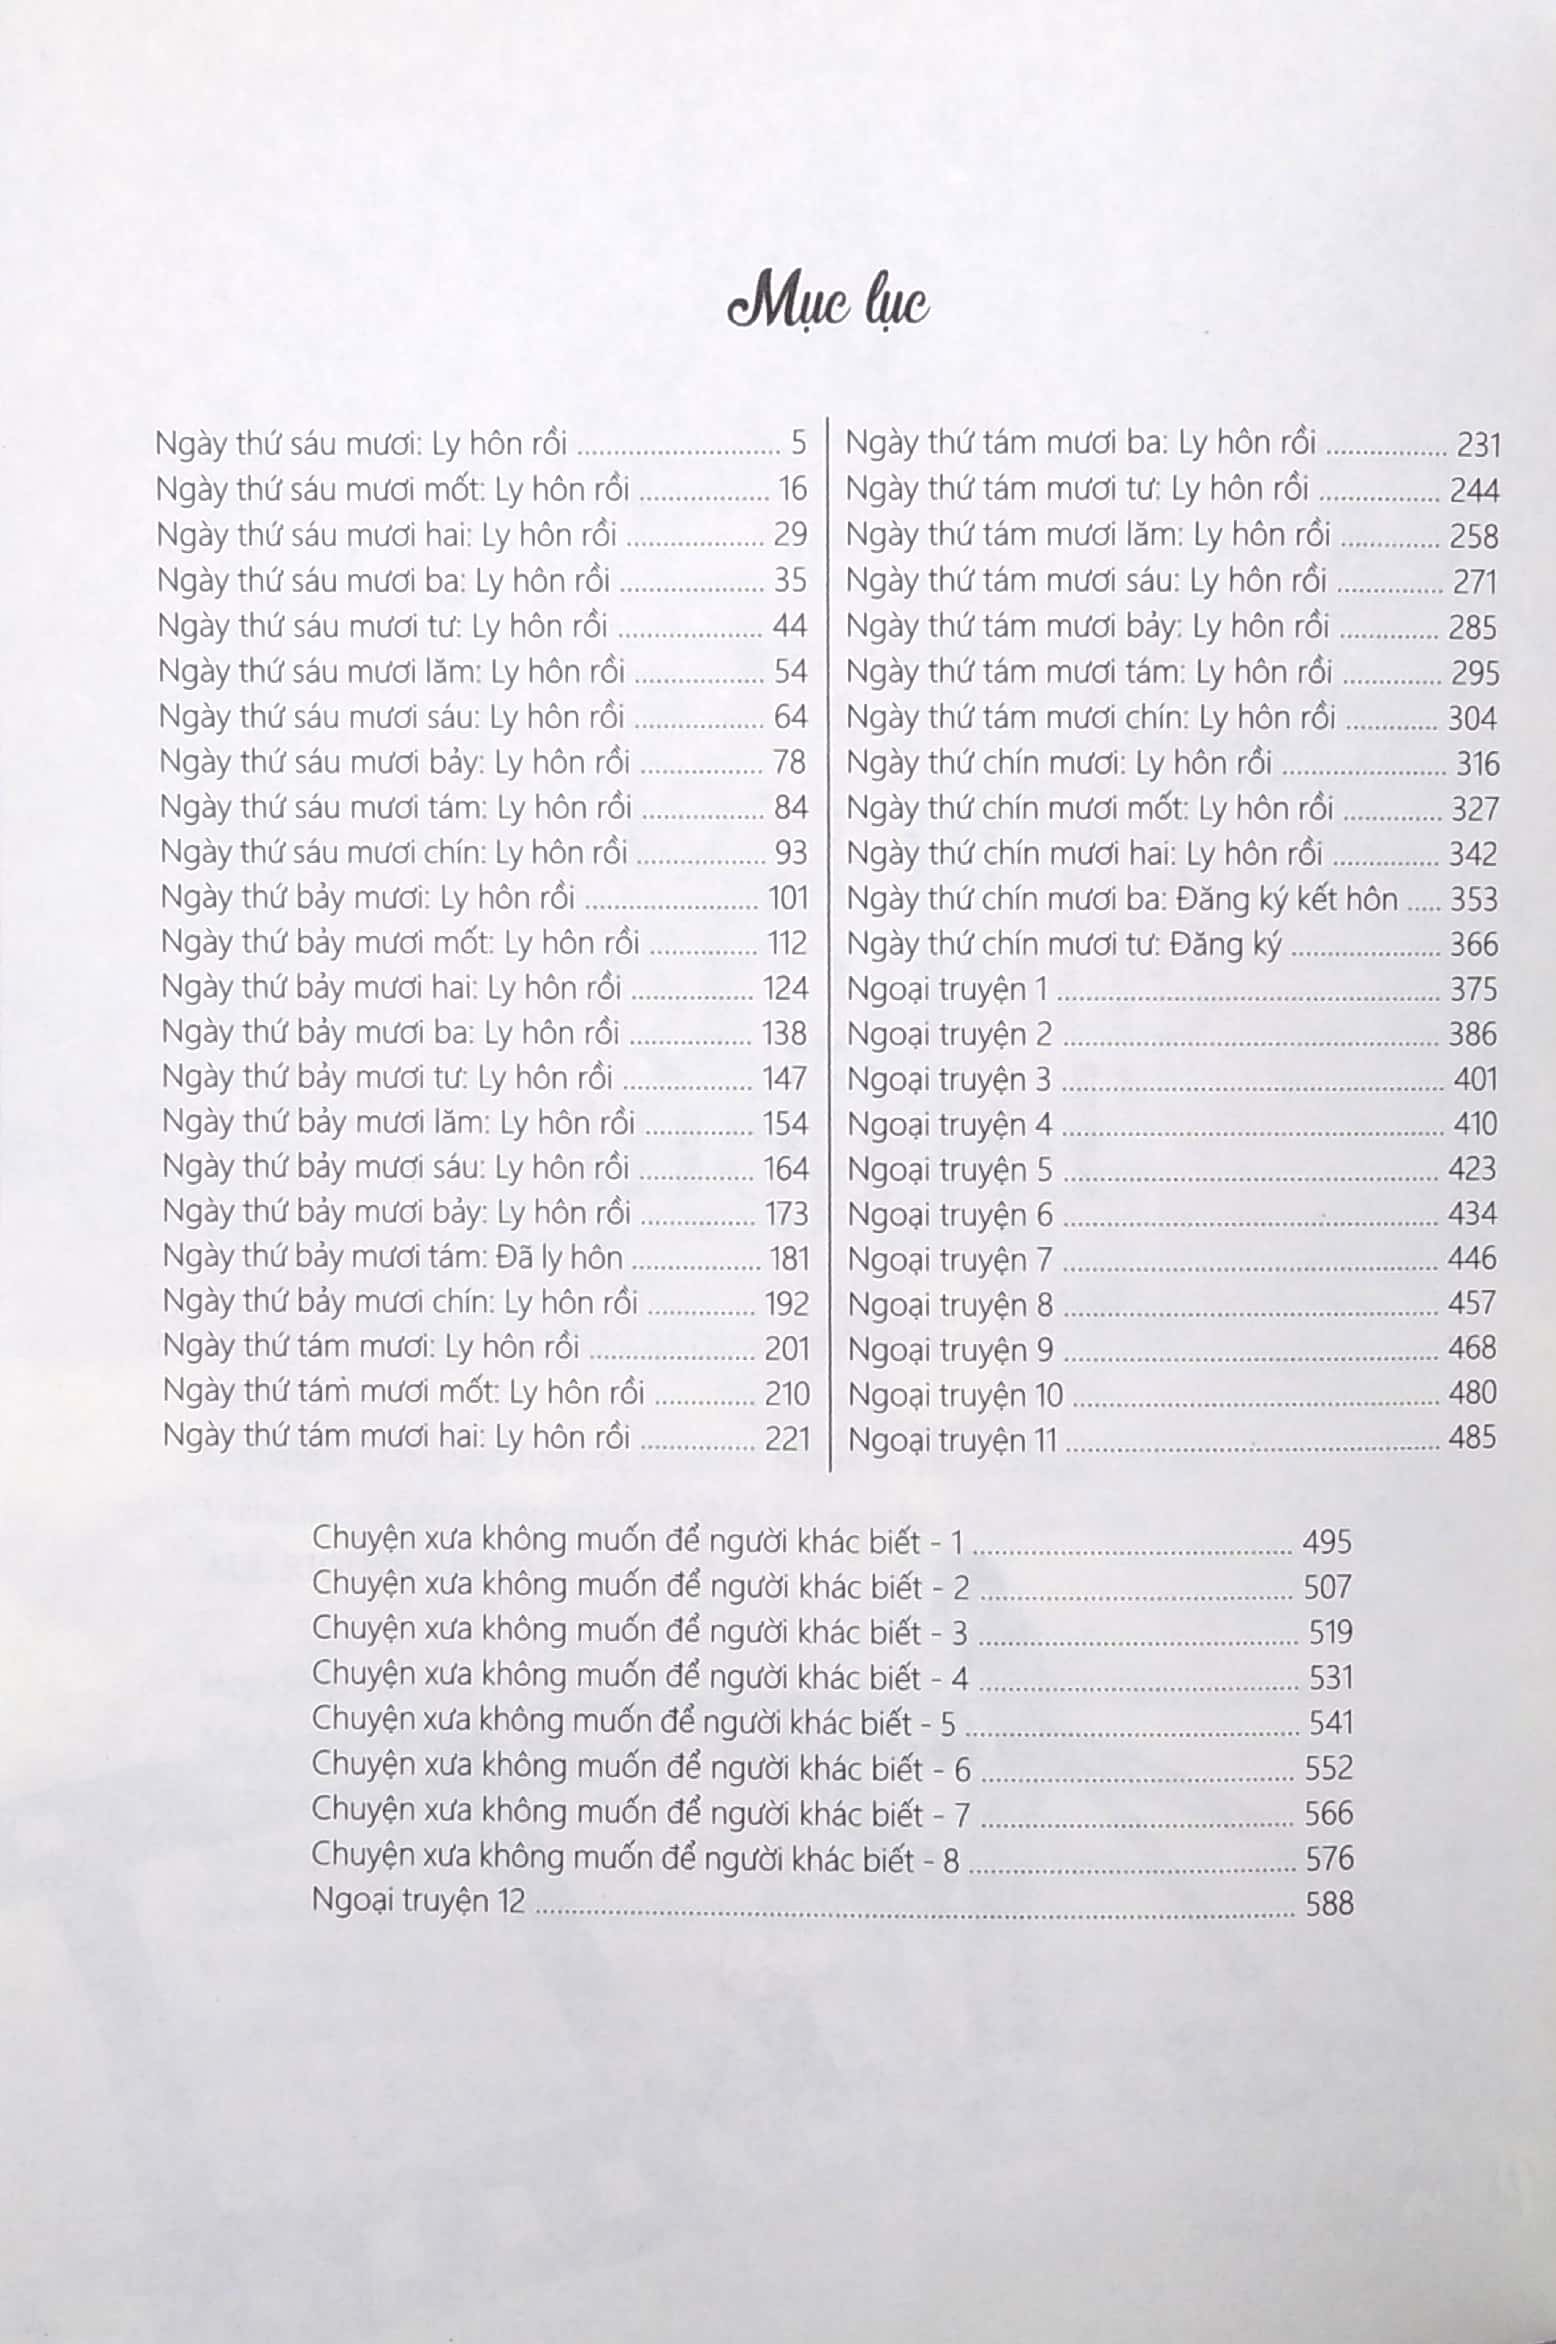 Mục lục
Ngày thứ sáu mươi: Ly hôn rồi ............................ 5
Ngày thứ sáu mươi mốt: Ly hôn rồi .................. 16
Ngày thứ sáu mươi hai: Ly hôn rồi ................... 29
Ngày thứ sáu mươi ba: Ly hôn rồi .................... 35
Ngày thứ sáu mươi tư: Ly hôn rồi .................... 44
Ngày thứ sáu mươi lăm: Ly hôn rồi .................. 54
Ngày thứ sáu mươi sáu: Ly hôn rồi .................. 64
Ngày thứ sáu mươi bảy: Ly hôn rồi ................. 78
Ngày thứ sáu mươi tám: Ly hôn rồi ................. 84
Ngày thứ sáu mươi chín: Ly hôn rồi .................. 93
Ngày thứ bảy mươi: Ly hôn rồi ........................ 101
Ngày thứ bảy mươi mốt: Ly hôn rồi ............... 112
Ngày thứ bảy mươi hai: Ly hôn rồi ................. 124
Ngày thứ bảy mươi ba: Ly hôn rồi ................. 138
Ngày thứ bảy mươi tư: Ly hôn rồi .................. 147
Ngày thứ bảy mươi lăm: Ly hôn rồi ............... 154
Ngày thứ bảy mươi sáu: Ly hôn rồi ................ 164
Ngày thứ bảy mươi bảy: Ly hôn rồi ................ 173
Ngày thứ bảy mươi tám: Đã ly hôn .................. 181
Ngày thứ bảy mươi chín: Ly hôn rồi ............... 192
Ngày thứ tám mươi: Ly hôn rồi ....................... 201
Ngày thứ tám mươi mốt: Ly hôn rồi .............. 210
Ngày thứ tám mươi hai: Ly hôn rồi ................ 221
Ngày thứ tám mươi ba: Ly hôn rồi ................. 231
Ngày thứ tám mươi tư: Ly hôn rồi ................. 244
Ngày thứ tám mươi lăm: Ly hôn rồi .............. 258
Ngày thứ tám mươi sáu: Ly hôn rồi ............... 271
Ngày thứ tám mươi bảy: Ly hôn rồi .............. 285
Ngày thứ tám mươi tám: Ly hôn rồi .............. 295
Ngày thứ tám mươi chín: Ly hôn rồi ............. 304
Ngày thứ chín mươi: Ly hôn rồi ....................... 316
Ngày thứ chín mươi mốt: Ly hôn rồi .............. 327
Ngày thứ chín mươi hai: Ly hôn rồi ............... 342
Ngày thứ chín mươi ba: Đăng ký kết hôn ..... 353
Ngày thứ chín mươi tư: Đăng ký ..................... 366
Ngoại truyện 1 ..................................................... 375
Ngoại truyện 2 .................................................... 386
Ngoại truyện 3 ..................................................... 401
Ngoại truyện 4 ..................................................... 410
Ngoại truyện 5 .................................................... 423
Ngoại truyện 6 .................................................... 434
Ngoại truyện 7 .................................................... 446
Ngoại truyện 8 .................................................... 457
Ngoại truyện 9 .................................................... 468
Ngoại truyện 10 ................................................... 480
Ngoại truyện 11 .................................................... 485
Chuyện xưa không muốn để người khác biết - 1 ............................................. 495
Chuyện xưa không muốn để người khác biết - 2 ............................................ 507
Chuyện xưa không muốn để người khác biết - 3 ............................................. 519
Chuyện xưa không muốn để người khác biết - 4 ............................................. 531
Chuyện xưa không muốn để người khác biết - 5 ............................................... 541
Chuyện xưa không muốn để người khác biết - 6 ............................................ 552
Chuyện xưa không muốn để người khác biết - 7 ............................................ 566
Chuyện xưa không muốn để người khác biết - 8 .............................................. 576
Ngoại truyện 12 ........................................................................................................... 588